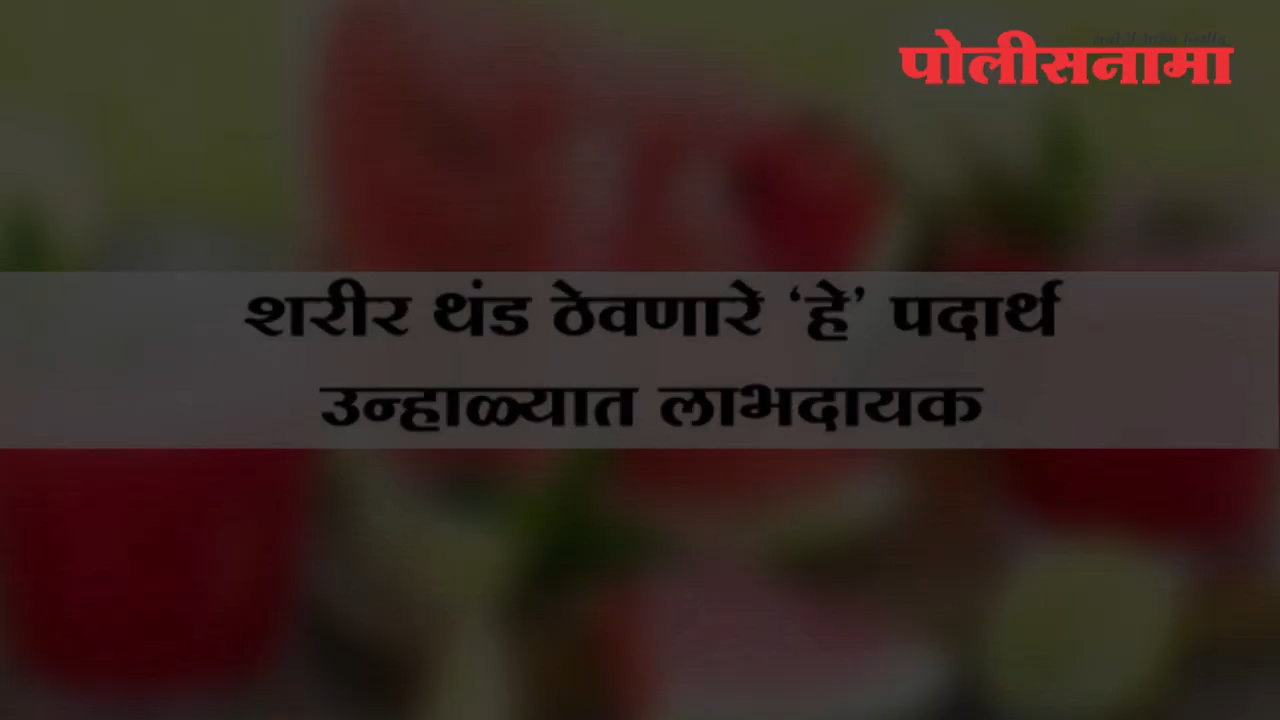 पोलीसनामा
शरीर थंड ठेवणारे ‘हे’ पदार्थ
उन्हाळ्यात लाभदायक